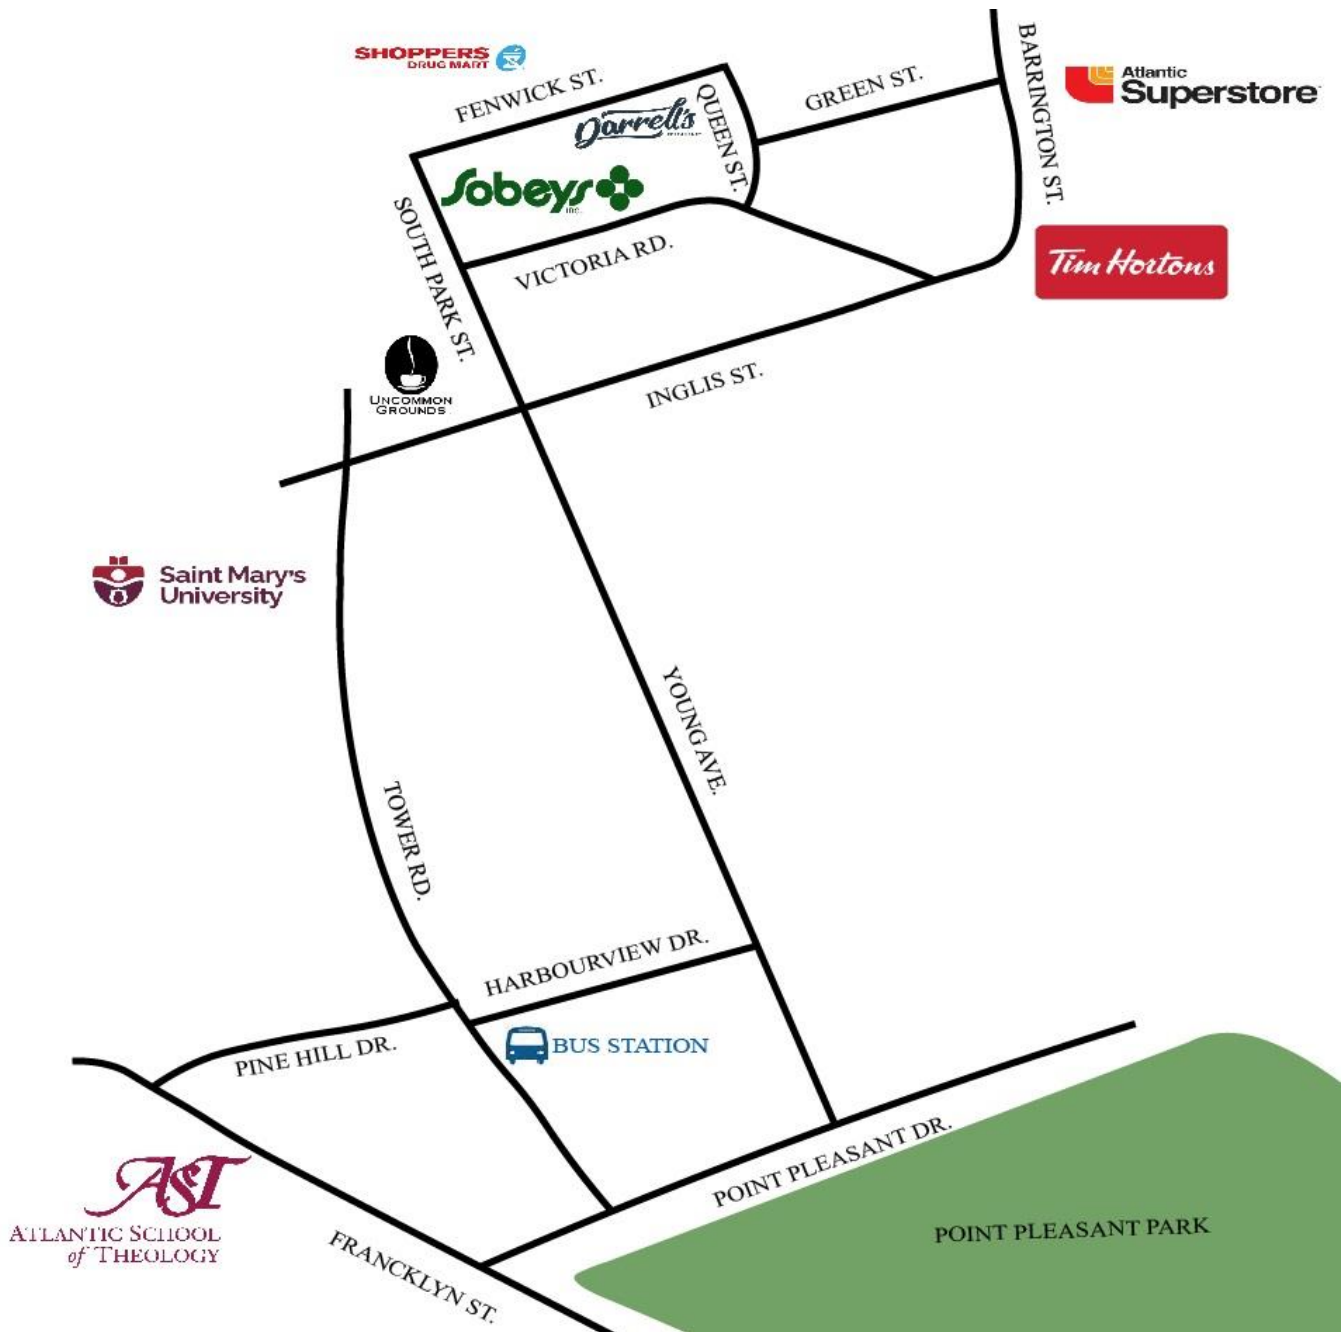 SHOPPERS
DRUG MART
FENWICK ST.
Darrell's
QUEEN ST.
GREEN ST.
BARRINGTON ST.
Atlantic
Superstore
Sobeys
INC.
SOUTH PARK ST.
VICTORIA RD.
Tim Hortons
UNCOMMON
GROUNDS
INGLIS ST.
Saint Mary's
University
YOUNG AVE.
TOWER RD.
HARBOURVIEW DR.
PINE HILL DR.
BUS STATION
POINT PLEASANT DR.
AST
ATLANTIC SCHOOL
of THEOLOGY
FRANCKLYN ST.
POINT PLEASANT PARK